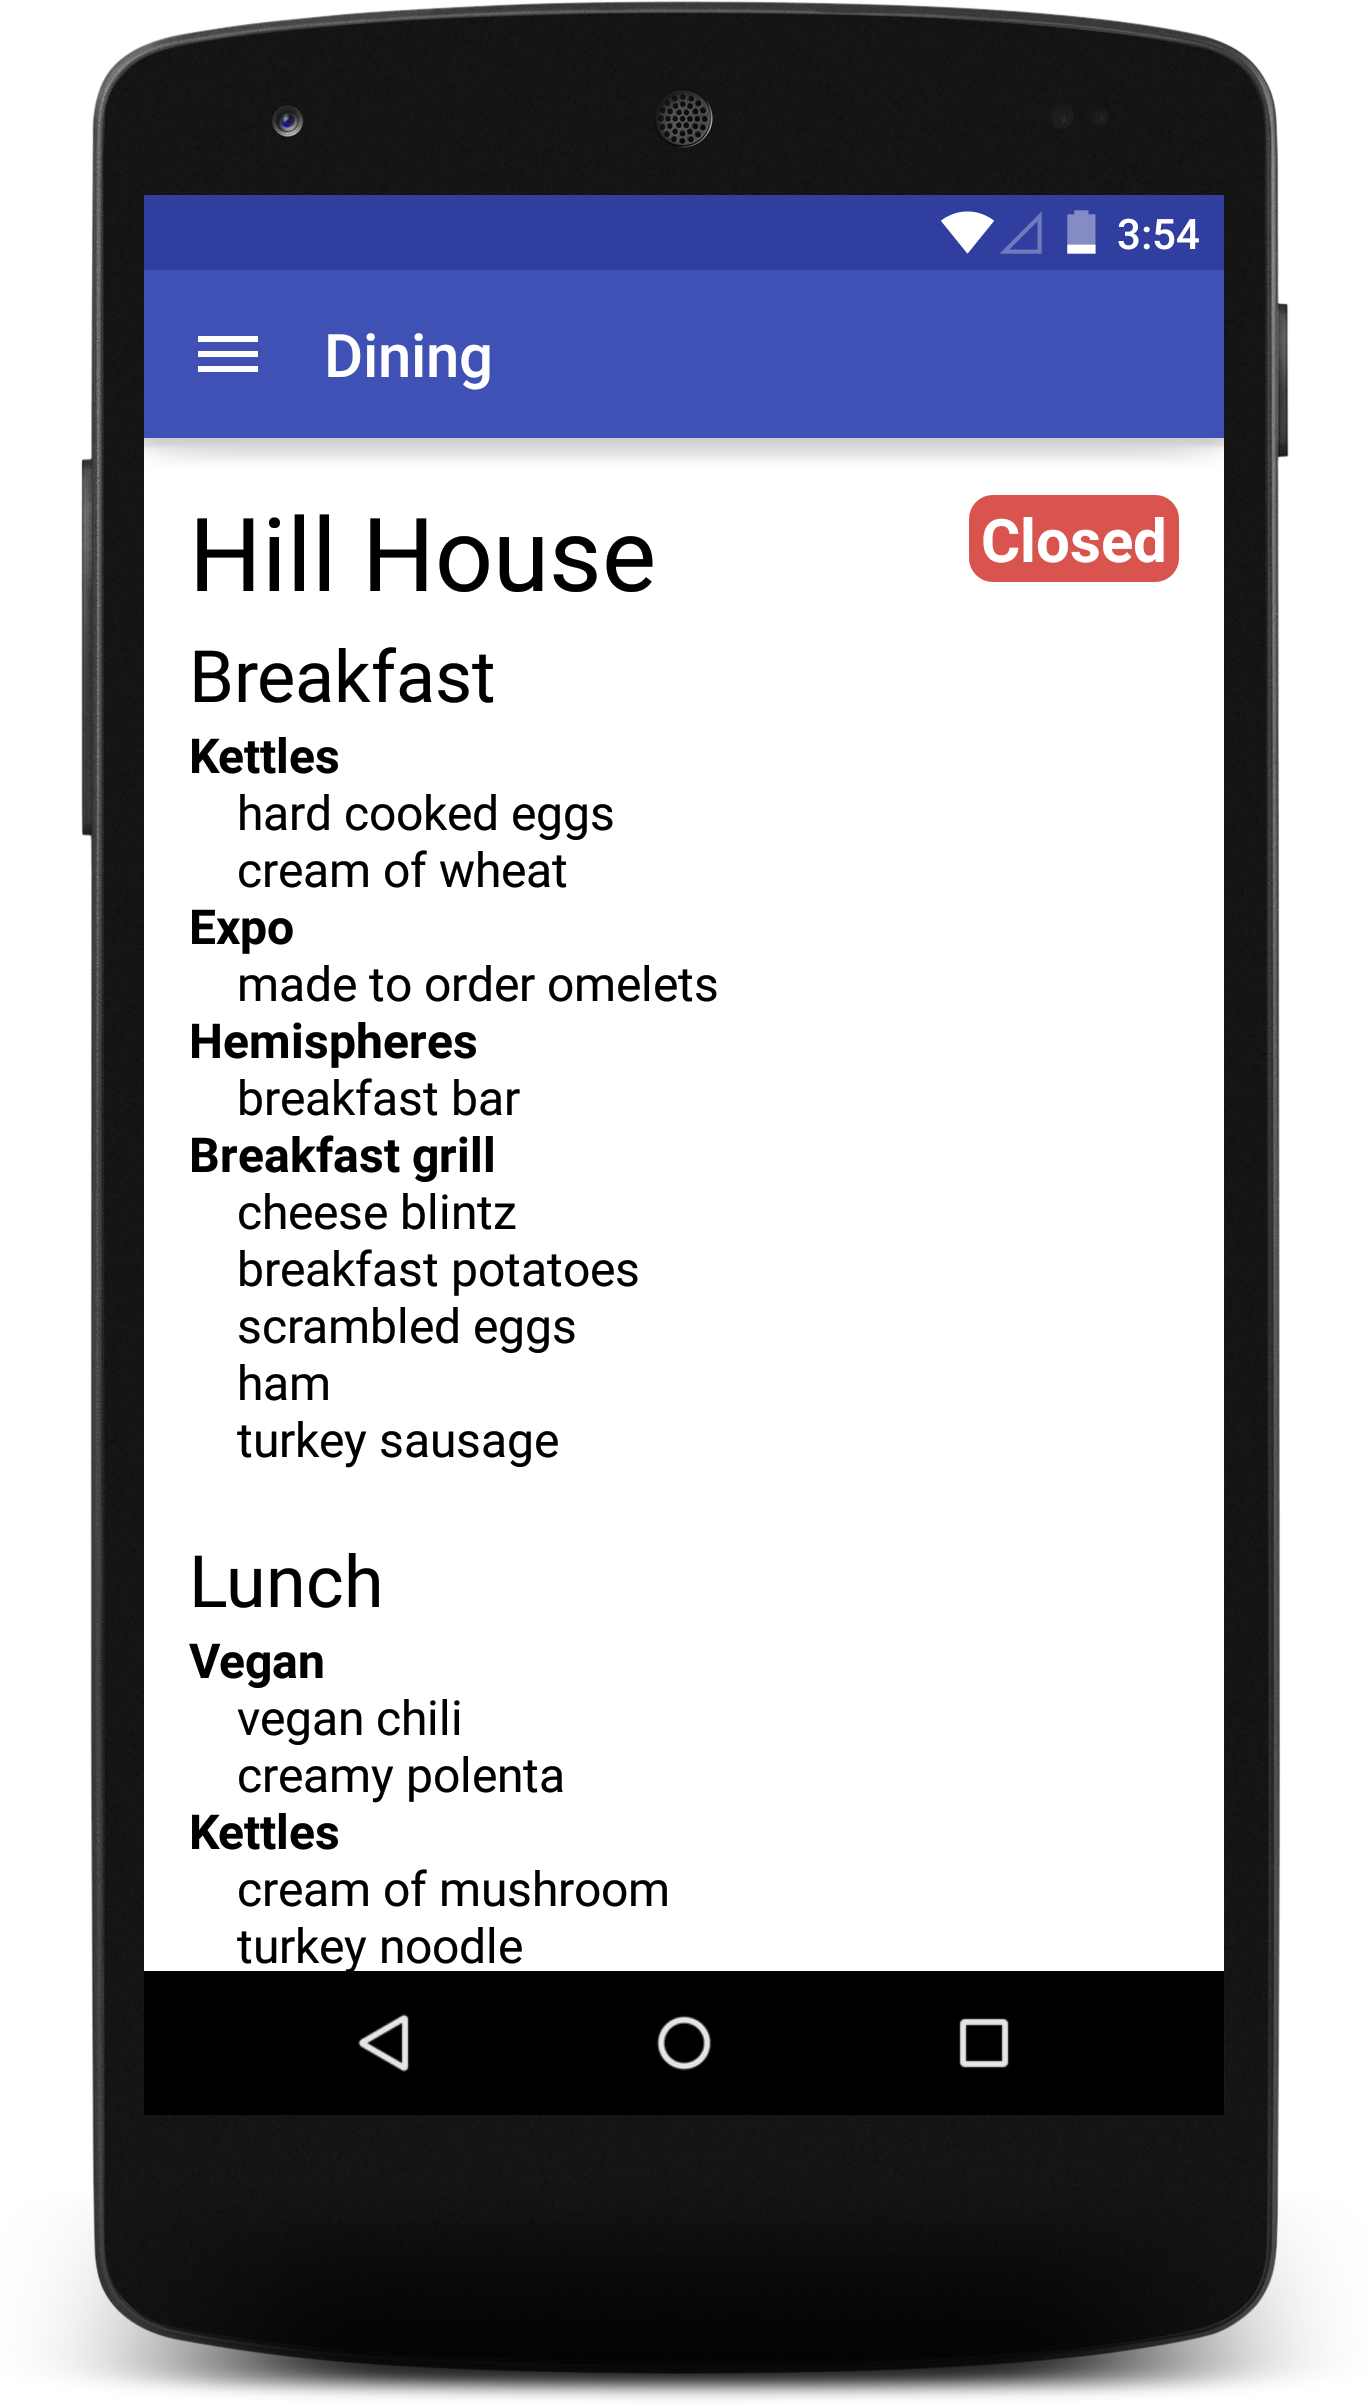 3:54
Dining
Hill House
Closed
Breakfast
Kettles
hard cooked eggs
cream of wheat
Expo
made to order omelets
Hemispheres
breakfast bar
Breakfast grill
cheese blintz
breakfast potatoes
scrambled eggs
ham
turkey sausage
Lunch
Vegan
vegan chili
creamy polenta
Kettles
cream of mushroom
turkey noodle